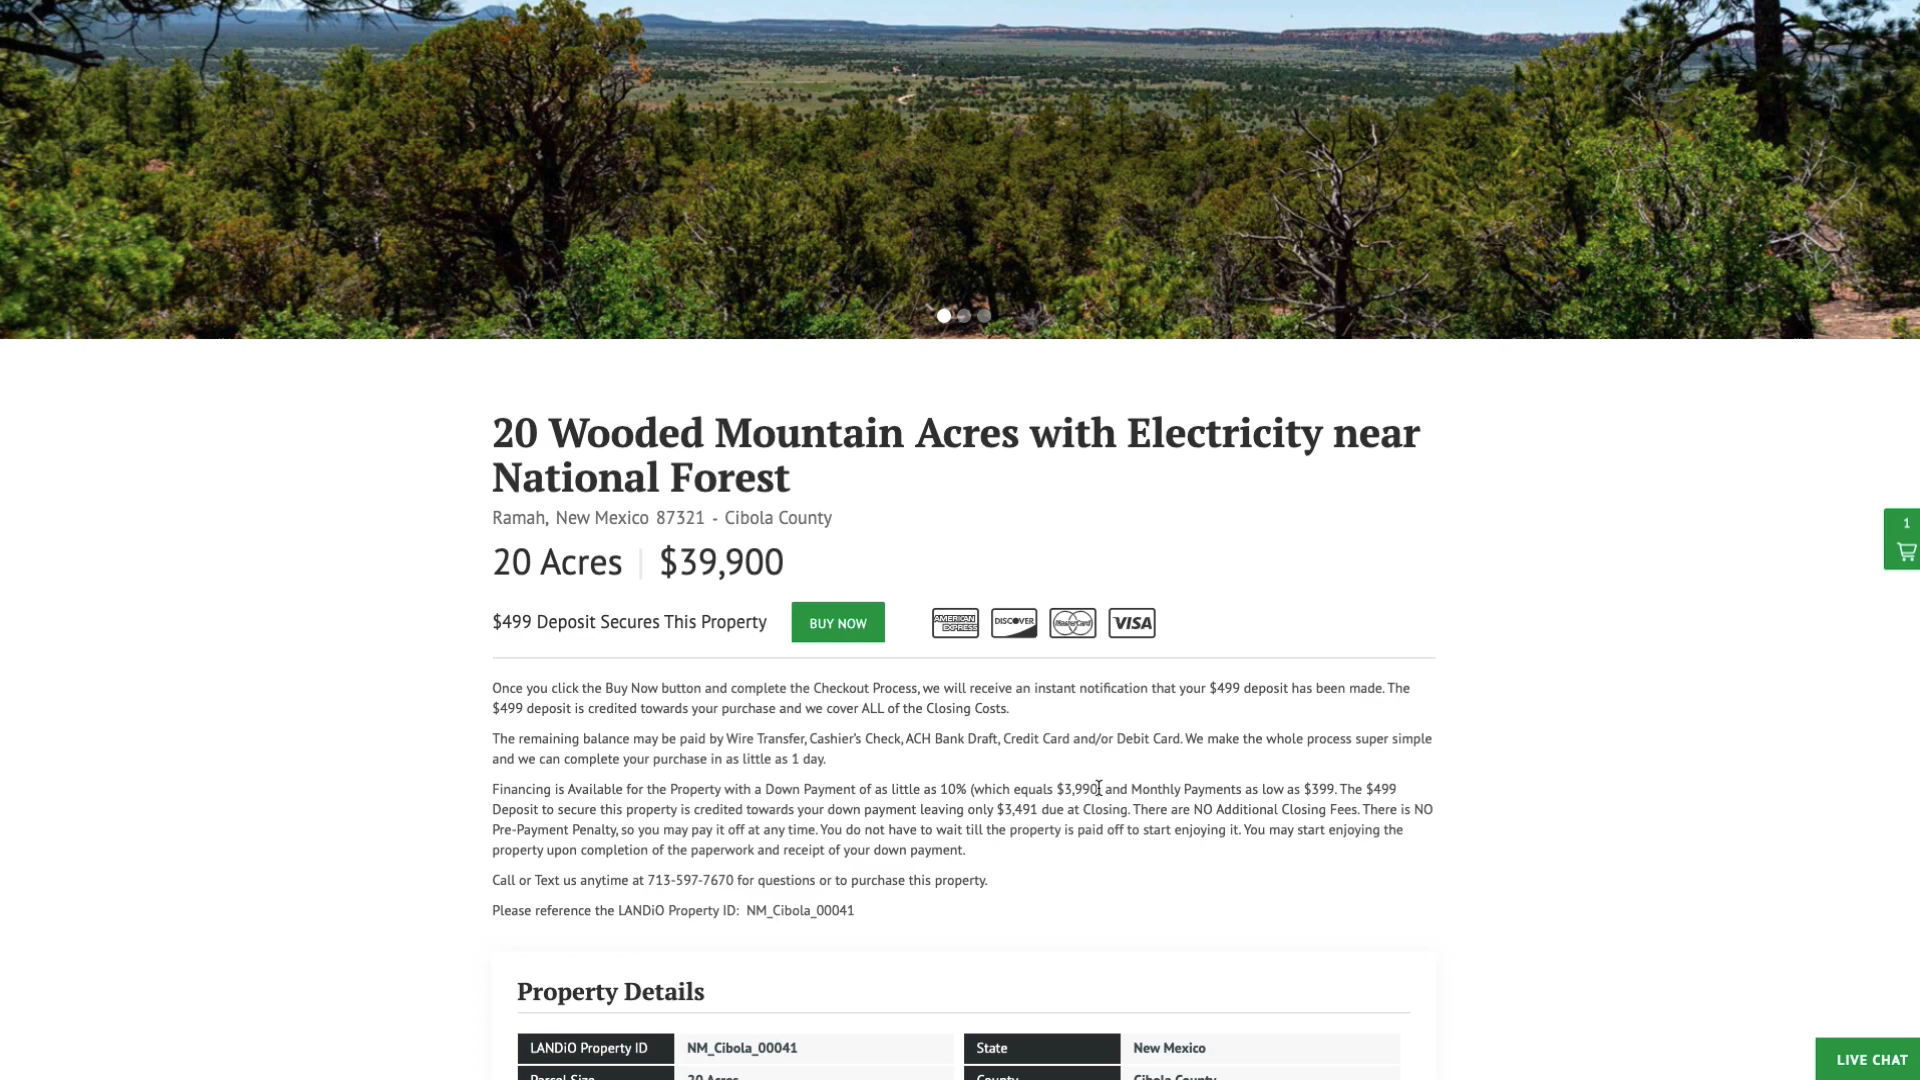 20 Wooded Mountain Acres with Electricity near
National Forest
Ramah, New Mexico 87321 - Cibola County
20 Acres | $39,900
$499 Deposit Secures This Property
BUY NOW
AMERICAN EXPRESS
DISCOVER
MasterCard
VISA
1
Once you click the Buy Now button and complete the Checkout Process, we will receive an instant notification that your $499 deposit has been made. The
$499 deposit is credited towards your purchase and we cover ALL of the Closing Costs.
The remaining balance may be paid by Wire Transfer, Cashier's Check, ACH Bank Draft, Credit Card and/or Debit Card. We make the whole process super simple
and we can complete your purchase in as little as 1 day.
Financing is Available for the Property with a Down Payment of as little as 10% (which equals $3,990) and Monthly Payments as low as $399. The $499
Deposit to secure this property is credited towards your down payment leaving only $3,491 due at Closing. There are NO Additional Closing Fees. There is NO
Pre-Payment Penalty, so you may pay it off at any time. You do not have to wait till the property is paid off to start enjoying it. You may start enjoying the
property upon completion of the paperwork and receipt of your down payment.
Call or Text us anytime at 713-597-7670 for questions or to purchase this property.
Please reference the LANDiO Property ID: NM_Cibola_00041
Property Details
LANDiO Property ID NM_Cibola_00041 State New Mexico
Parcel Size 20 Acres County Cibola County
LIVE CHAT